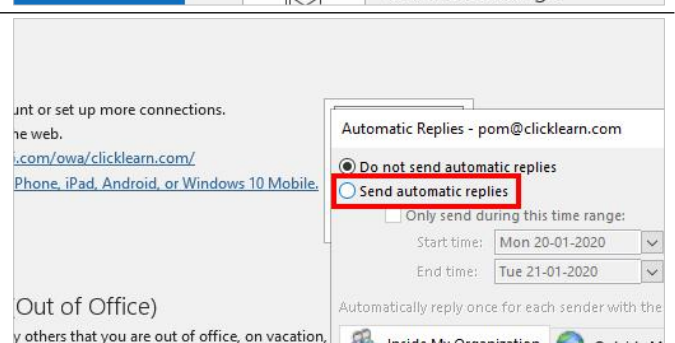 unt or set up more connections.
he web.
.com/owa/clicklearn.com/
Phone, iPad, Android, or Windows 10 Mobile.
Automatic Replies - pom@clicklearn.com
Do not send automatic replies
Send automatic replies
Only send during this time range:
Start time: Mon 20-01-2020
End time: Tue 21-01-2020
(Out of Office)
Automatically reply once for each sender with the
y others that you are out of office, on vacation,
Inside My Organization